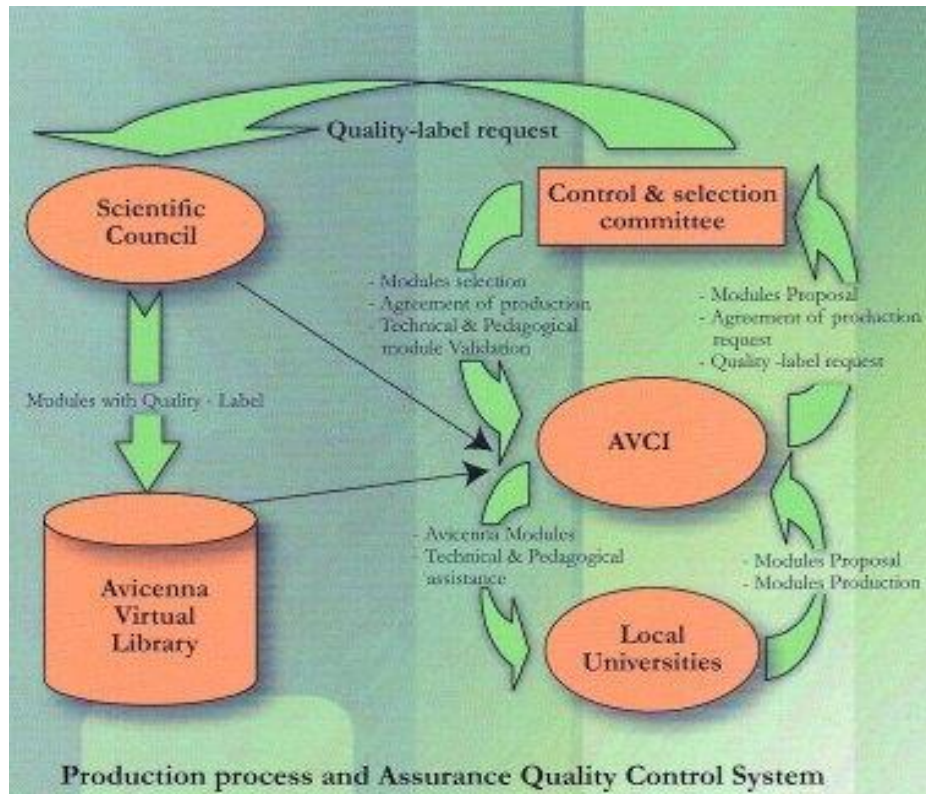 Quality-label request
Scientific
Council
Control & selection
committee
- Modules selection
- Agreement of production
- Technical & Pedagogical
module Validation
- Modules Proposal
- Agreement of production
request
- Quality -label request
Modules with Quality - Label
AVCI
- Avicenna Modules
- Technical & Pedagogical
assistance
- Modules Proposal
- Modules Production
Avicenna
Virtual
Library
Local
Universities
Production process and Assurance Quality Control System